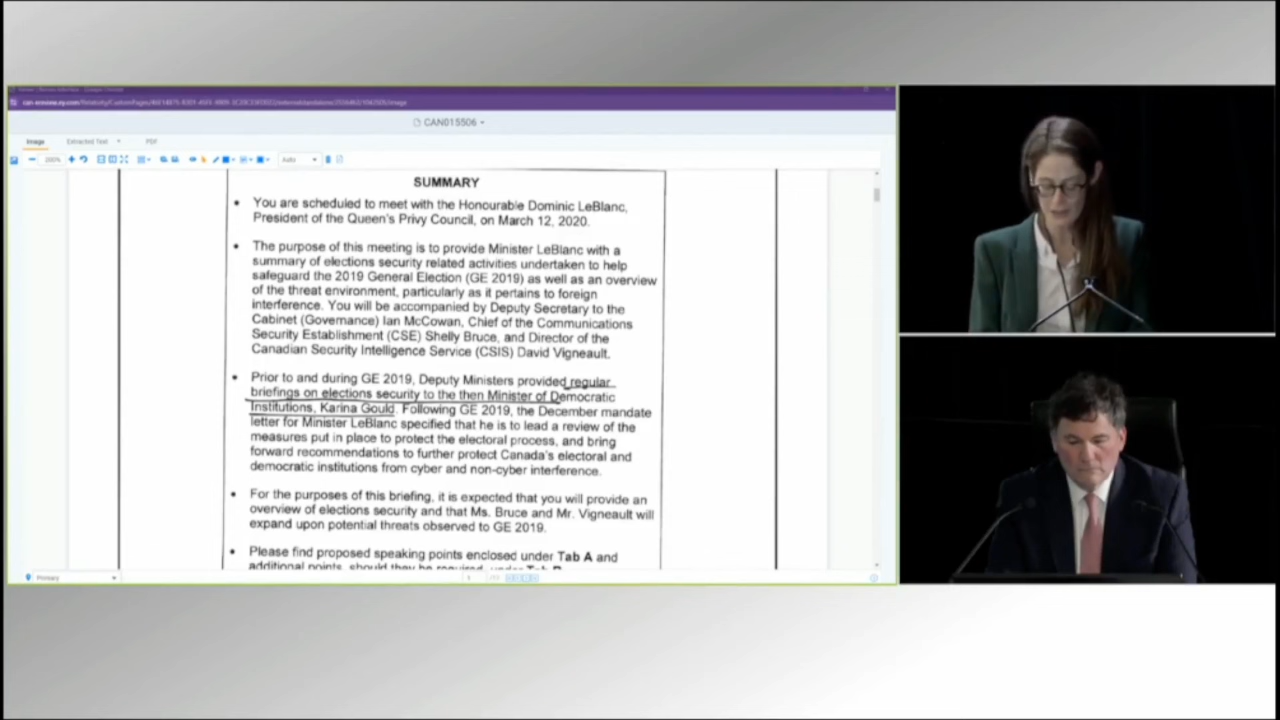 CAN015506
Image
Extracted Text
PDF
200%
Auto
SUMMARY
• You are scheduled to meet with the Honourable Dominic LeBlanc,
President of the Queen's Privy Council, on March 12, 2020.
• The purpose of this meeting is to provide Minister LeBlanc with a
summary of elections security related activities undertaken to help
safeguard the 2019 General Election (GE 2019) as well as an overview
of the threat environment, particularly as it pertains to foreign
interference. You will be accompanied by Deputy Secretary to the
Cabinet (Governance) Ian McCowan, Chief of the Communications
Security Establishment (CSE) Shelly Bruce, and Director of the
Canadian Security Intelligence Service (CSIS) David Vigneault.
• Prior to and during GE 2019, Deputy Ministers provided regular
briefings on elections security to the then Minister of Democratic
Institutions, Karina Gould. Following GE 2019, the December mandate
letter for Minister LeBlanc specified that he is to lead a review of the
measures put in place to protect the electoral process, and bring
forward recommendations to further protect Canada's electoral and
democratic institutions from cyber and non-cyber interference.
• For the purposes of this briefing, it is expected that you will provide an
overview of elections security and that Ms. Bruce and Mr. Vigneault will
expand upon potential threats observed to GE 2019.
• Please find proposed speaking points enclosed under Tab A and
additional points, should they be required, under Tab B
Primary